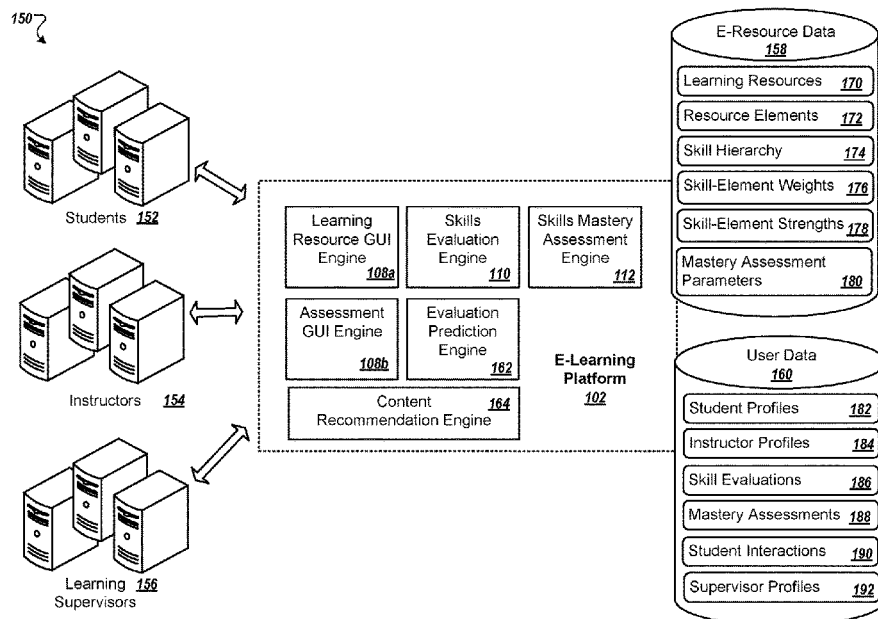 150
Students 152
Instructors 154
Learning 156
Supervisors
Learning
Resource GUI
Engine
108a
Skills
Evaluation
Engine
110
Skills Mastery
Assessment
Engine
112
Assessment
GUI Engine
108b
Evaluation
Prediction
Engine
162
E-Learning
Platform
102
Content 164
Recommendation Engine
E-Resource Data
158
Learning Resources 170
Resource Elements 172
Skill Hierarchy 174
Skill-Element Weights 176
Skill-Element Strengths 178
Mastery Assessment
Parameters 180
User Data
160
Student Profiles 182
Instructor Profiles 184
Skill Evaluations 186
Mastery Assessments 188
Student Interactions 190
Supervisor Profiles 192